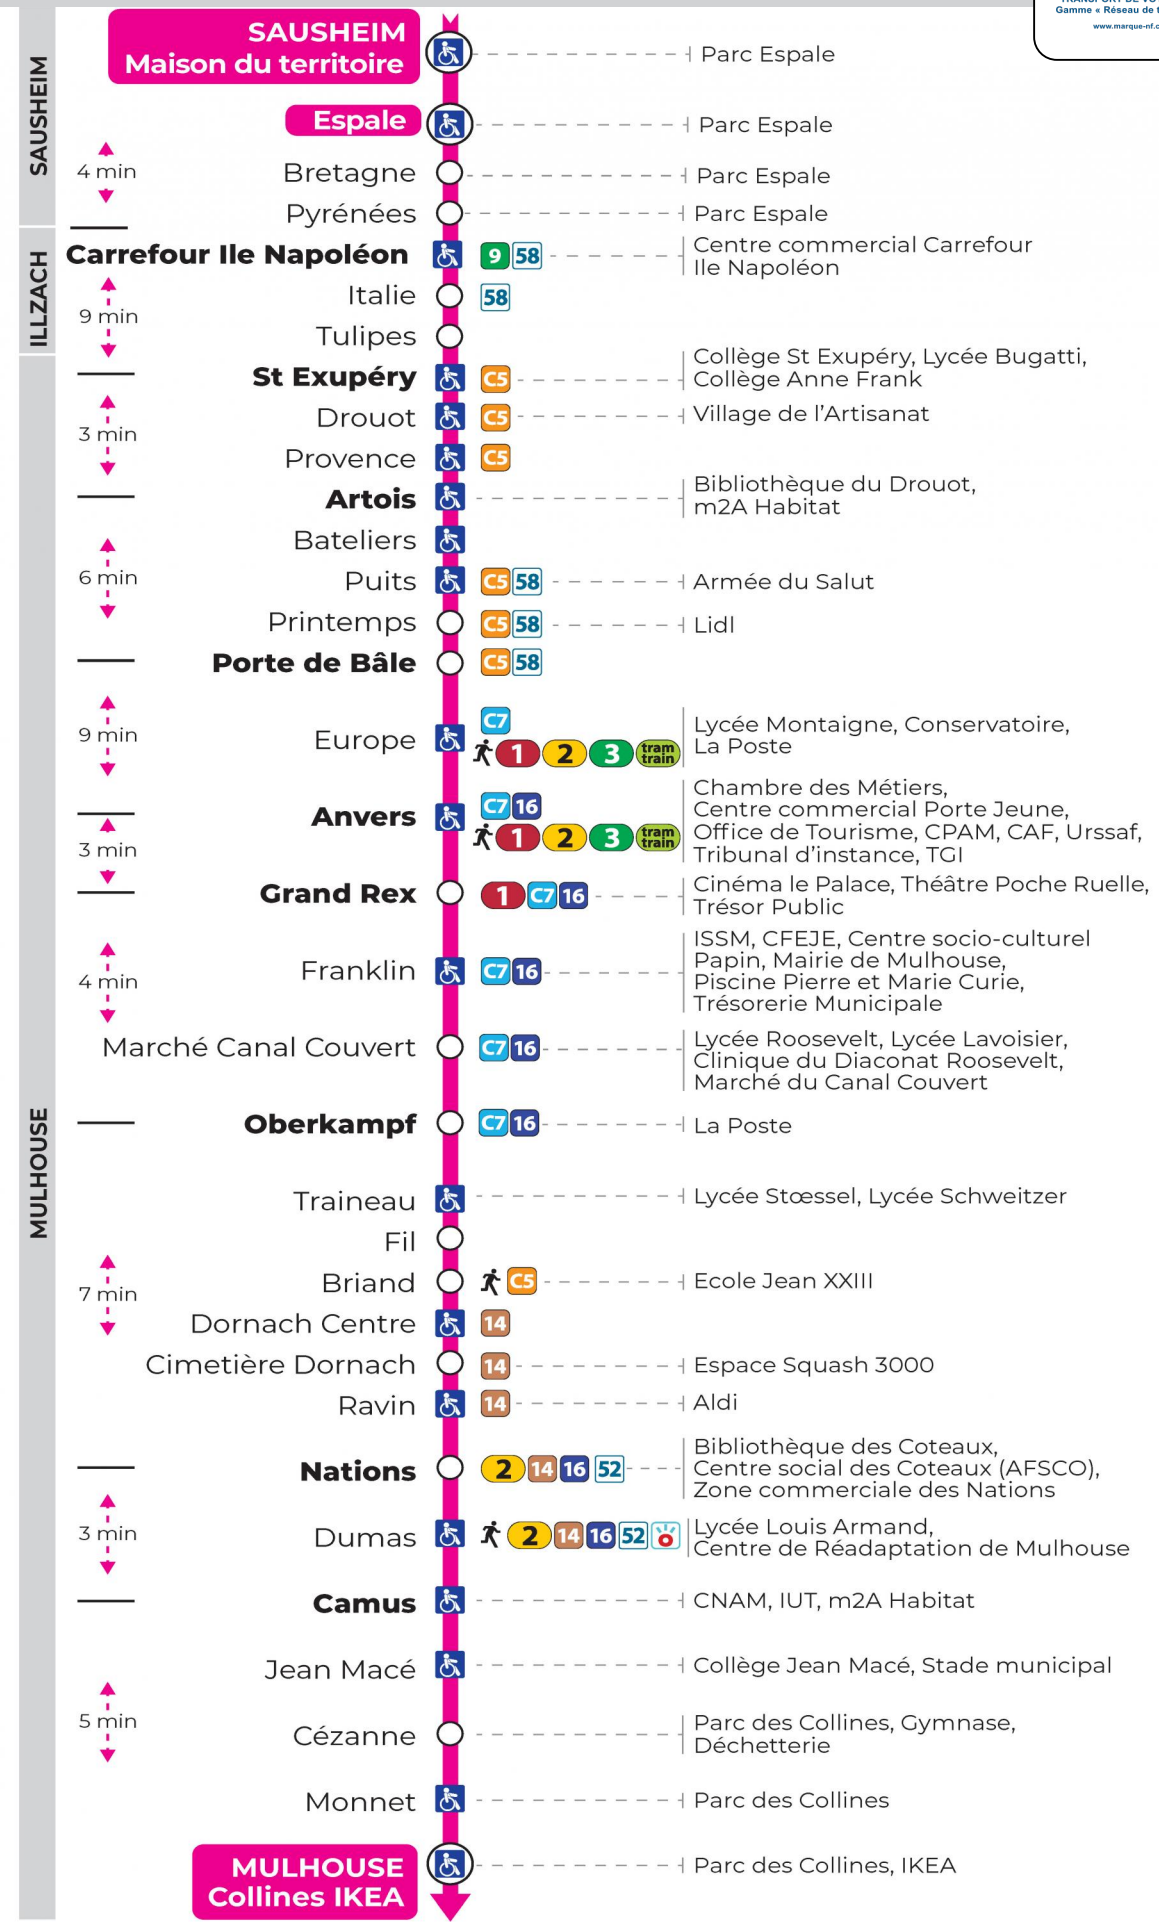 TRANSPORT DE VO
Gamme « Réseau de t
www.marque-nf.c
SAUSHEIM
SAUSHEIM
Maison du territoire
Parc Espale
Espale
Parc Espale
4 min
Bretagne
Parc Espale
Pyrénées
Parc Espale
ILLZACH
Carrefour Ile Napoléon
9 58
Centre commercial Carrefour
Ile Napoléon
9 min
Italie
58
Tulipes
MULHOUSE
St Exupéry
C5
Collège St Exupéry, Lycée Bugatti,
Collège Anne Frank
3 min
Drouot
C5
Village de l’Artisanat
Provence
C5
Artois
Bibliothèque du Drouot,
m2A Habitat
Bateliers
6 min
Puits
C5 58
Armée du Salut
Printemps
C5 58
Lidl
Porte de Bâle
C5 58
9 min
Europe
C7
1 2 3 tram
train
Lycée Montaigne, Conservatoire,
La Poste
Anvers
C7 16
1 2 3 tram
train
Chambre des Métiers,
Centre commercial Porte Jeune,
Office de Tourisme, CPAM, CAF, Urssaf,
Tribunal d’instance, TGI
3 min
Grand Rex
1 C7 16
Cinéma le Palace, Théâtre Poche Ruelle,
Trésor Public
4 min
Franklin
C7 16
ISSM, CFEJE, Centre socio-culturel
Papin, Mairie de Mulhouse,
Piscine Pierre et Marie Curie,
Trésorerie Municipale
Marché Canal Couvert
C7 16
Lycée Roosevelt, Lycée Lavoisier,
Clinique du Diaconat Roosevelt,
Marché du Canal Couvert
Oberkampf
C7 16
La Poste
Traineau
Lycée Stœssel, Lycée Schweitzer
Fil
7 min
Briand
C5
Ecole Jean XXIII
Dornach Centre
14
Cimetière Dornach
14
Espace Squash 3000
Ravin
14
Aldi
Nations
2 14 16 52
Bibliothèque des Coteaux,
Centre social des Coteaux (AFSCO),
Zone commerciale des Nations
3 min
Dumas
2 14 16 52
Lycée Louis Armand,
Centre de Réadaptation de Mulhouse
Camus
CNAM, IUT, m2A Habitat
Jean Macé
Collège Jean Macé, Stade municipal
5 min
Cézanne
Parc des Collines, Gymnase,
Déchetterie
Monnet
Parc des Collines
MULHOUSE
Collines IKEA
Parc des Collines, IKEA